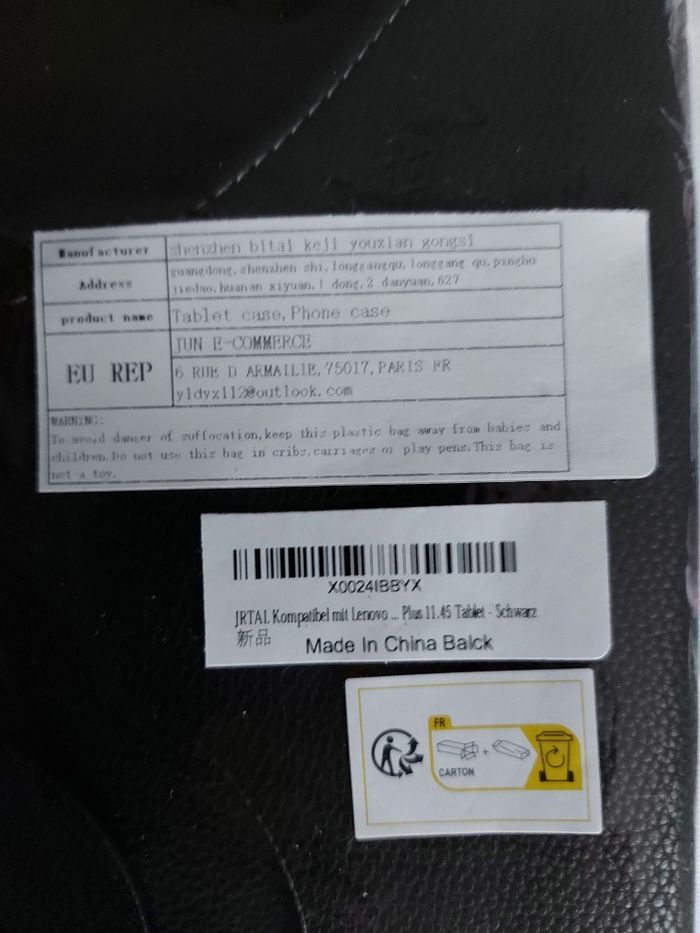 Manufacturer shenzhen bitai keji youxian gongsi
Address guangdong, shenzhen shi, longgangqu, longgang qu, pinghu
jiedao, huanan xiyuan, 1 dong, 2 danyuan, 627
product name Tablet case, Phone case
EU REP
JUN E-COMMERCE
6 RUE D ARMAILIE, 75017, PARIS FR
yldyx112@outlook.com
WARNING:
To avoid danger of suffocation, keep this plastic bag away from babies and
children. Do not use this bag in cribs, carriages or play pens. This bag is
not a toy.
X0024IBBYX
JRTAL Kompatibel mit Lenovo ... Plus 11.45 Tablet - Schwarz
新品 Made In China Balck
FR
CARTON
+